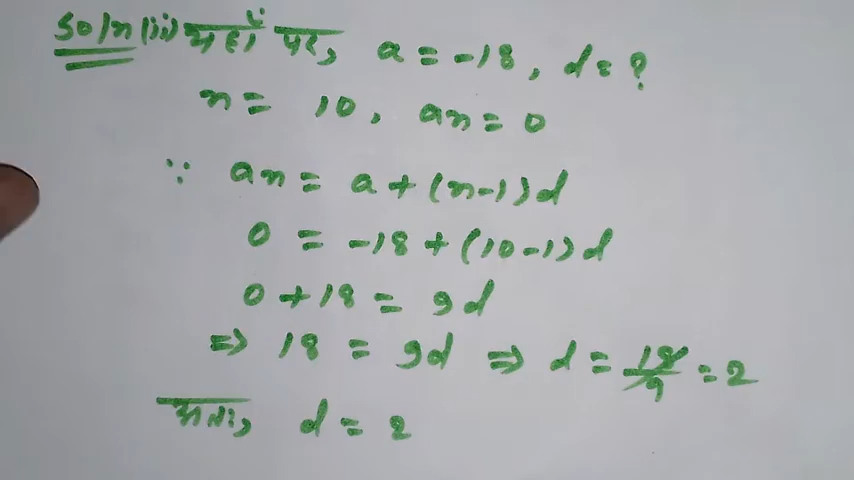 Soln (ii) यहाँ पर, a = -18, d = ?
n = 10, an = 0
∵ an = a + (n-1)d
0 = -18 + (10-1)d
0 + 18 = 9d
⇒ 18 = 9d ⇒ d = 18/9 = 2
अतः, d = 2